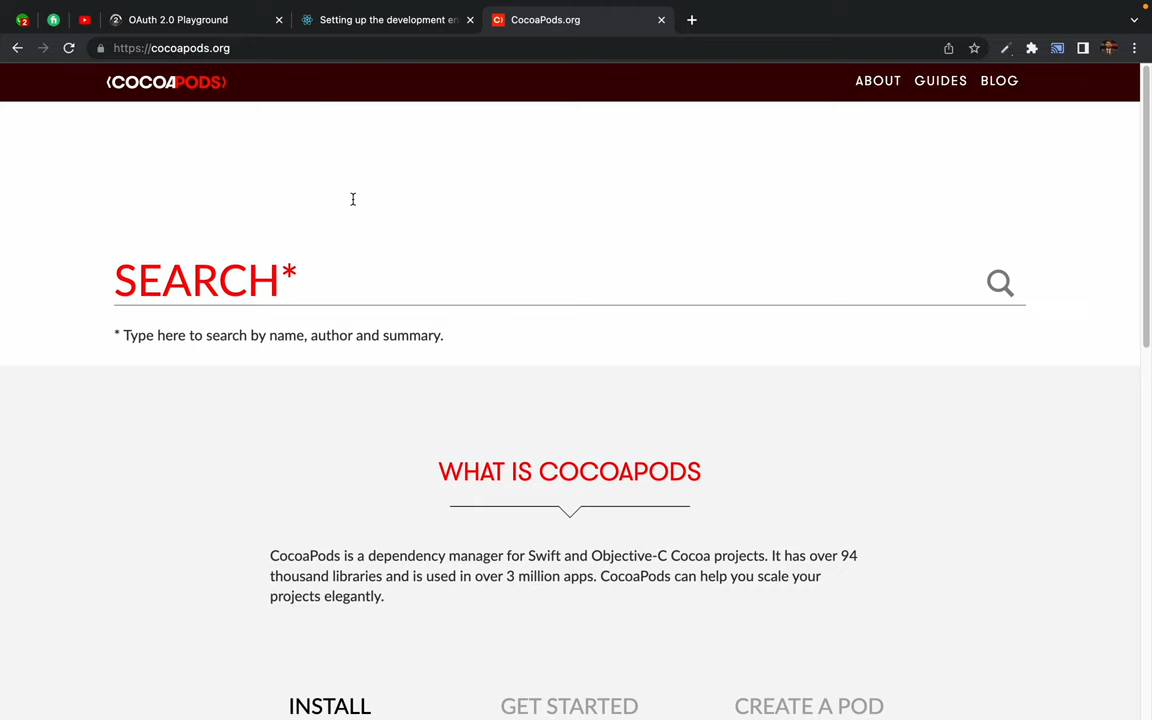 2 OAuth 2.0 Playground Setting up the development en CocoaPods.org
https://cocoapods.org
COCOAPODS ABOUT GUIDES BLOG
SEARCH*
* Type here to search by name, author and summary.
WHAT IS COCOAPODS
CocoaPods is a dependency manager for Swift and Objective-C Cocoa projects. It has over 94
thousand libraries and is used in over 3 million apps. CocoaPods can help you scale your
projects elegantly.
INSTALL GET STARTED CREATE A POD